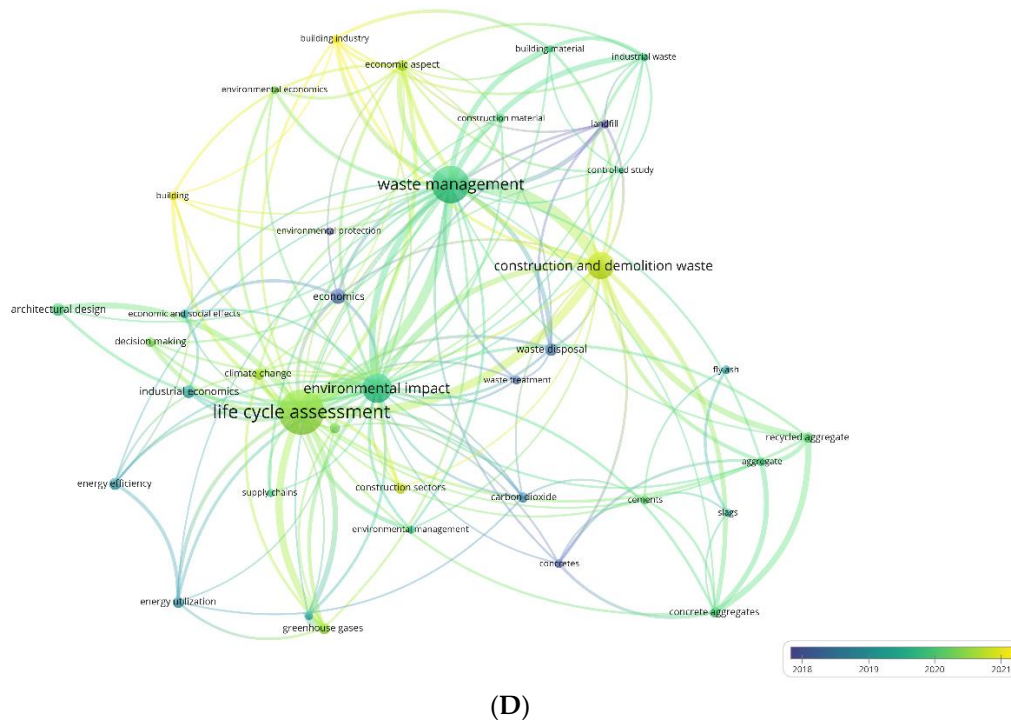 building industry
building material
industrial waste
economic aspect
environmental economics
construction material
landfill
controlled study
waste management
building
environmental protection
construction and demolition waste
economics
architectural design
economic and social effects
decision making
waste disposal
climate change
waste treatment
fly ash
industrial economics
environmental impact
life cycle assessment
recycled aggregate
aggregate
energy efficiency
supply chains
construction sectors
carbon dioxide
cements
slags
environmental management
concretes
energy utilization
greenhouse gases
concrete aggregates
2018 2019 2020 2021
(D)